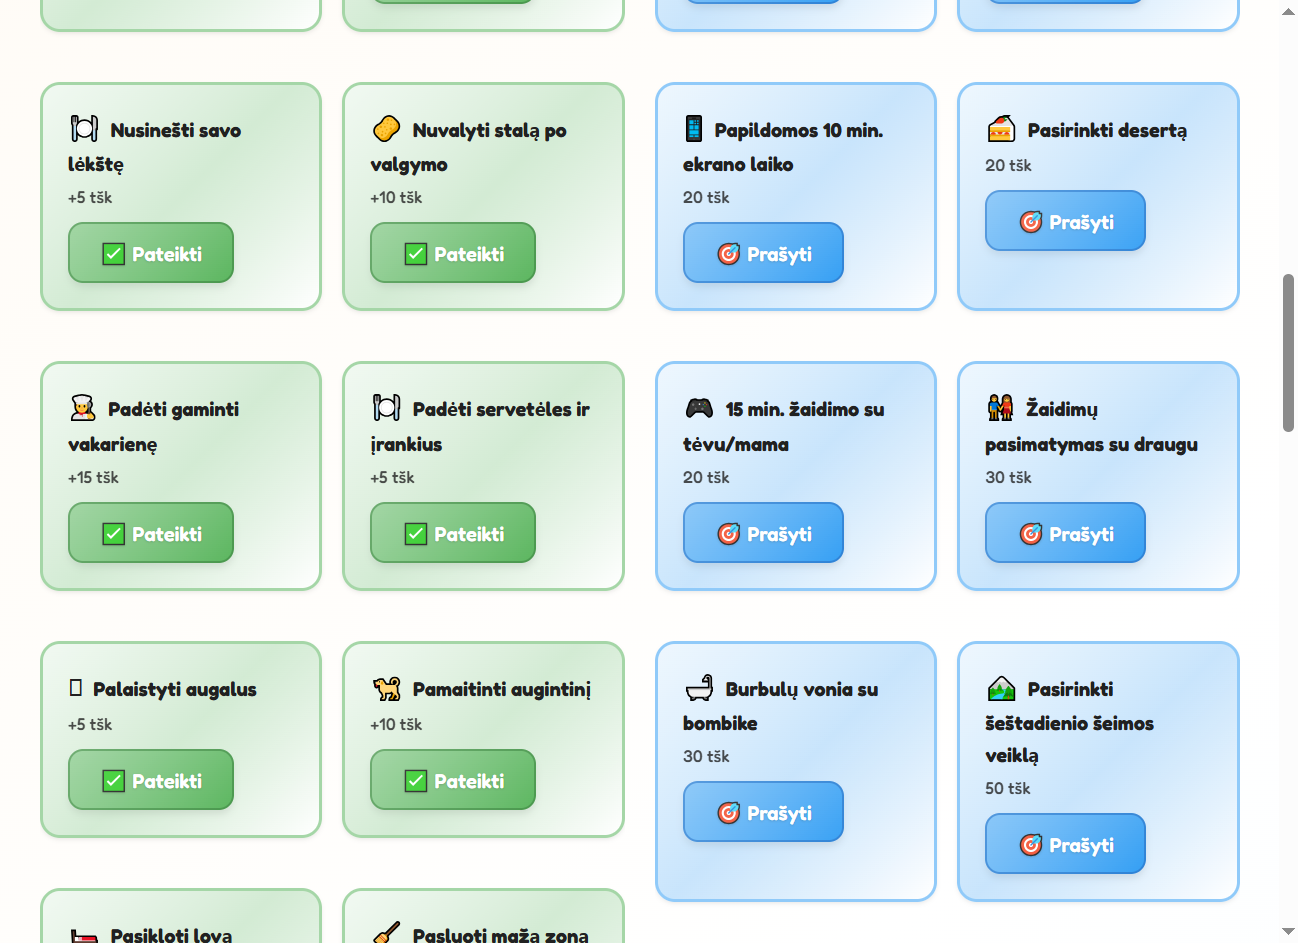 Nusinešti savo
lėkštę
+5 tšk
Pateikti
Nuvalyti stalą po
valgymo
+10 tšk
Pateikti
Papildomos 10 min.
ekrano laiko
20 tšk
Prašyti
Pasirinkti desertą
20 tšk
Prašyti
Padėti gaminti
vakarienę
+15 tšk
Pateikti
Padėti servetėles ir
įrankius
+5 tšk
Pateikti
15 min. žaidimo su
tėvu/mama
20 tšk
Prašyti
Žaidimų
pasimatymas su draugu
30 tšk
Prašyti
Palaistyti augalus
+5 tšk
Pateikti
Pamaitinti augintinį
+10 tšk
Pateikti
Burbulų vonia su
bombike
30 tšk
Prašyti
Pasirinkti
šeštadienio šeimos
veiklą
50 tšk
Prašyti
Pasikloti lovą
Pasluoti mažą zoną